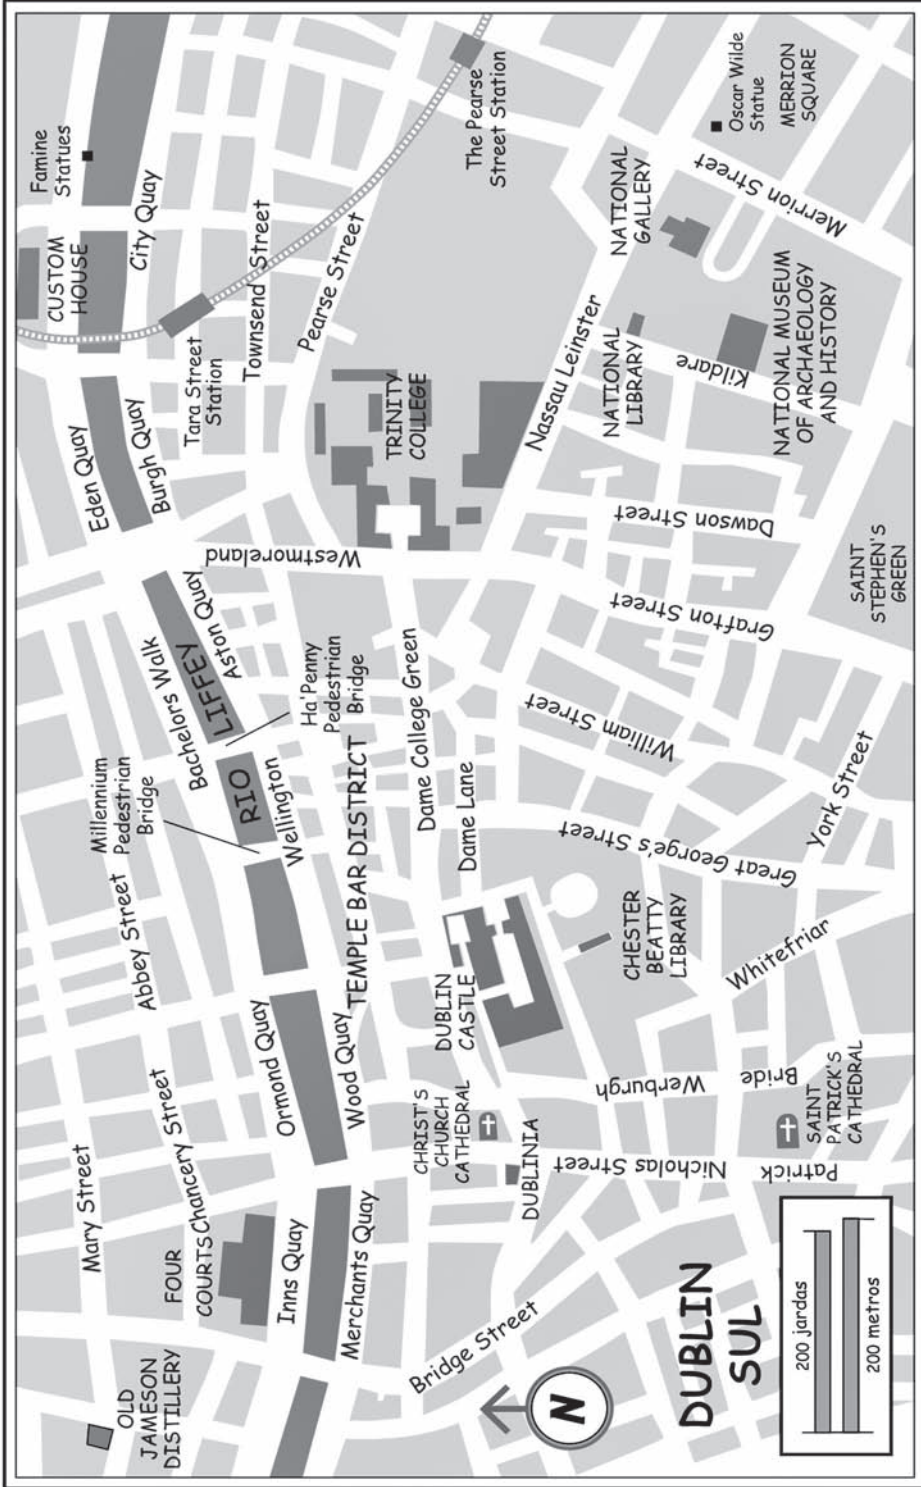 OLD
JAMESON
DISTILLERY
Mary Street
FOUR
COURTS
Chancery Street
Inns Quay
Merchants Quay
Ormond Quay
Wood Quay
Abbey Street
Millennium
Pedestrian
Bridge
Bachelors Walk
RIO
LIFFEY
Wellington
Aston Quay
Ha'Penny
Pedestrian
Bridge
Eden Quay
Burgh Quay
CUSTOM
HOUSE
Famine
Statues
City Quay
Tara Street
Station
Townsend Street
Pearse Street
The Pearse
Street Station
Westmoreland
TRINITY
COLLEGE
TEMPLE BAR DISTRICT
Dame College Green
Dame Lane
DUBLIN
CASTLE
CHRIST'S
CHURCH
CATHEDRAL
DUBLINIA
Bridge Street
N
Nicholas Street
Patrick
Werburgh
Bride
SAINT
PATRICK'S
CATHEDRAL
CHESTER
BEATTY
LIBRARY
Whitefriar
Great George's Street
York Street
William Street
Grafton Street
Dawson Street
Nassau Leinster
NATIONAL
LIBRARY
Kildare
NATIONAL
GALLERY
NATIONAL MUSEUM
OF ARCHAEOLOGY
AND HISTORY
Merrion Street
Oscar Wilde
Statue
MERRION
SQUARE
SAINT
STEPHEN'S
GREEN
DUBLIN
SUL
200 jardas
200 metros